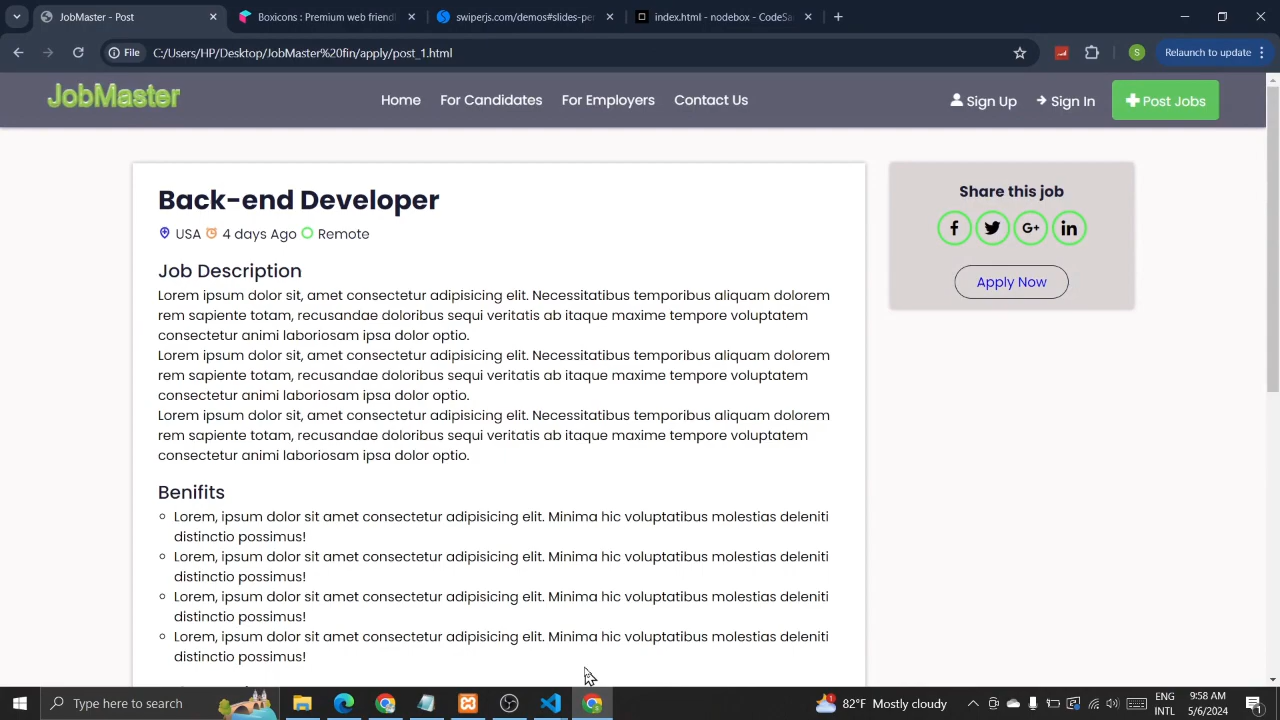 JobMaster - Post
Boxicons : Premium web friendl
swiperjs.com/demos#slides-per
index.html - nodebox - CodeSan
File
C:/Users/HP/Desktop/JobMaster%20fin/apply/post_1.html
S
Relaunch to update
JobMaster
Home
For Candidates
For Employers
Contact Us
Sign Up
Sign In
Post Jobs
Back-end Developer
USA 4 days Ago Remote
Job Description
Lorem ipsum dolor sit, amet consectetur adipisicing elit. Necessitatibus temporibus aliquam dolorem
rem sapiente totam, recusandae doloribus sequi veritatis ab itaque maxime tempore voluptatem
consectetur animi laboriosam ipsa dolor optio.
Lorem ipsum dolor sit, amet consectetur adipisicing elit. Necessitatibus temporibus aliquam dolorem
rem sapiente totam, recusandae doloribus sequi veritatis ab itaque maxime tempore voluptatem
consectetur animi laboriosam ipsa dolor optio.
Lorem ipsum dolor sit, amet consectetur adipisicing elit. Necessitatibus temporibus aliquam dolorem
rem sapiente totam, recusandae doloribus sequi veritatis ab itaque maxime tempore voluptatem
consectetur animi laboriosam ipsa dolor optio.
Benifits
Lorem, ipsum dolor sit amet consectetur adipisicing elit. Minima hic voluptatibus molestias deleniti
distinctio possimus!
Lorem, ipsum dolor sit amet consectetur adipisicing elit. Minima hic voluptatibus molestias deleniti
distinctio possimus!
Lorem, ipsum dolor sit amet consectetur adipisicing elit. Minima hic voluptatibus molestias deleniti
distinctio possimus!
Lorem, ipsum dolor sit amet consectetur adipisicing elit. Minima hic voluptatibus molestias deleniti
distinctio possimus!
Share this job
f
G+
in
Apply Now
Type here to search
82°F Mostly cloudy
ENG
INTL
9:58 AM
5/6/2024